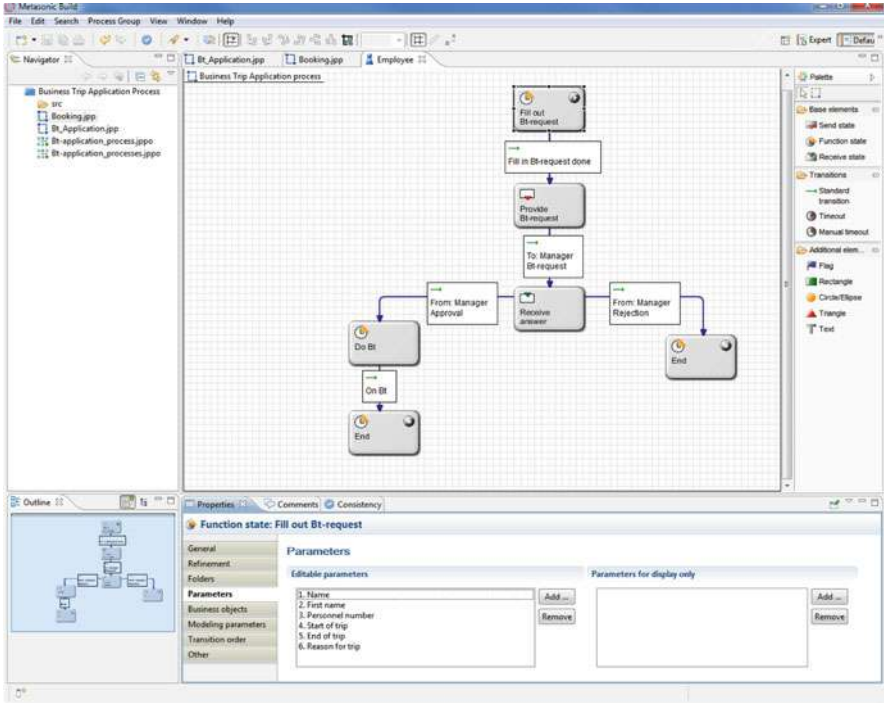 Metasonic Build
File Edit Search Process Group View Window Help
Expert Defau
Navigator
Business Trip Application Process
src
Booking.jpp
Bt_Application.jpp
Bt-application_process.jppo
Bt-application_processes.jppo
Bt_Application.jpp Booking.jpp Employee
Business Trip Application process
Fill out
Bt-request
Fill in Bt-request done
Provide
Bt-request
To: Manager
Bt-request
From: Manager
Approval
Receive
answer
From: Manager
Rejection
Do Bt
End
On Bt
End
Palette
Base elements
Send state
Function state
Receive state
Transitions
Standard
transition
Timeout
Manual timeout
Additional elem...
Flag
Rectangle
Circle/Ellipse
Triangle
Text
Outline
Properties Comments Consistency
Function state: Fill out Bt-request
General
Refinement
Folders
Parameters
Business objects
Modeling parameters
Transition order
Other
Parameters
Editable parameters
1. Name
2. First name
3. Personnel number
4. Start of trip
5. End of trip
6. Reason for trip
Add ...
Remove
Parameters for display only
Add ...
Remove